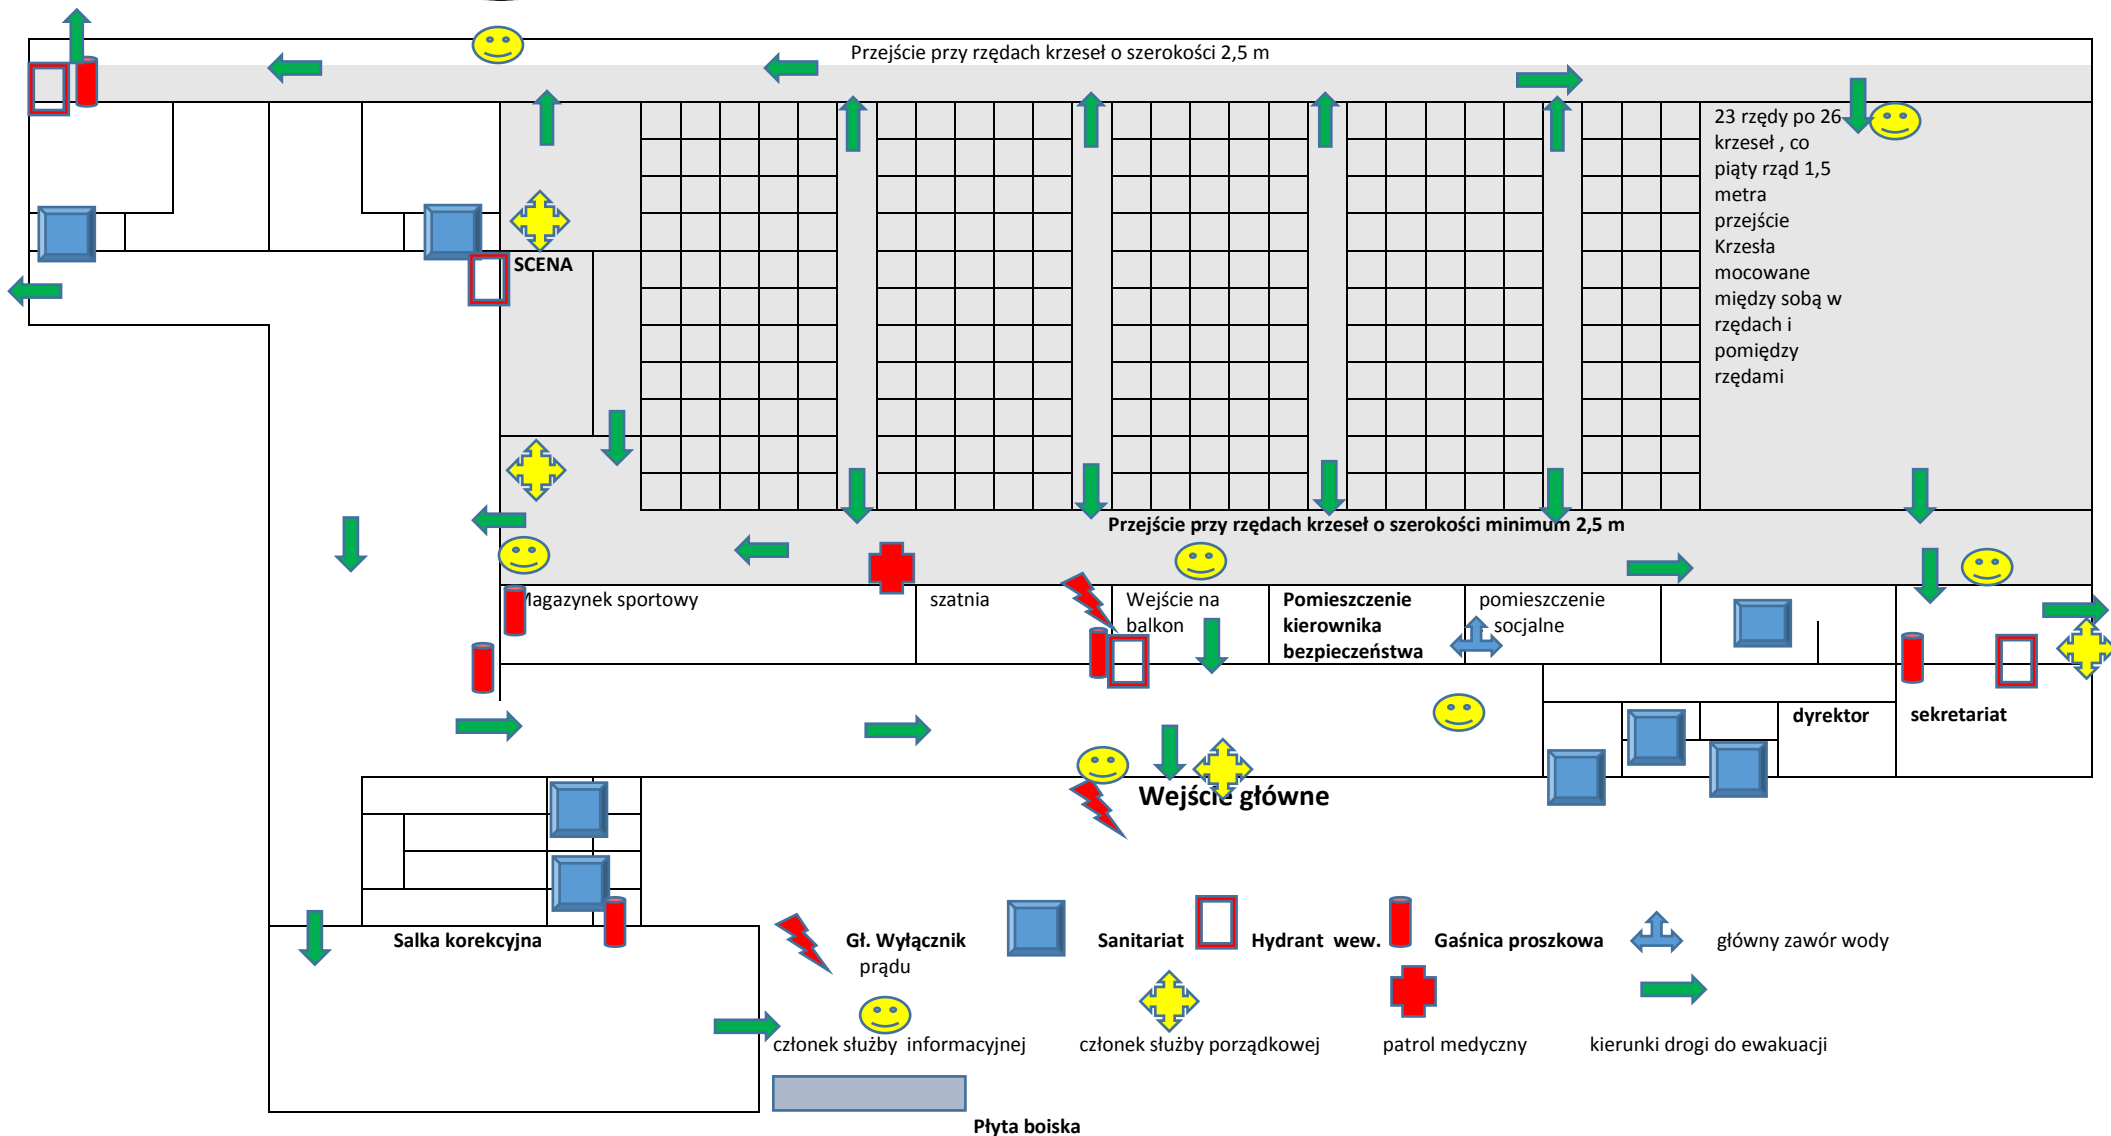 Przejście przy rzędach krzeseł o szerokości 2,5 m
23 rzędy po 26
krzeseł , co
piąty rząd 1,5
metra
przejście
Krzesła
mocowane
między sobą w
rzędach i
pomiędzy
rzędami
SCENA
Przejście przy rzędach krzeseł o szerokości minimum 2,5 m
Magazynek sportowy
szatnia
Wejście na
balkon
Pomieszczenie
kierownika
bezpieczeństwa
pomieszczenie
socjalne
dyrektor
sekretariat
Wejście główne
Salka korekcyjna
Gł. Wyłącznik
prądu
Sanitariat
Hydrant wew.
Gaśnica proszkowa
główny zawór wody
członek służby informacyjnej
członek służby porządkowej
patrol medyczny
kierunki drogi do ewakuacji
Płyta boiska